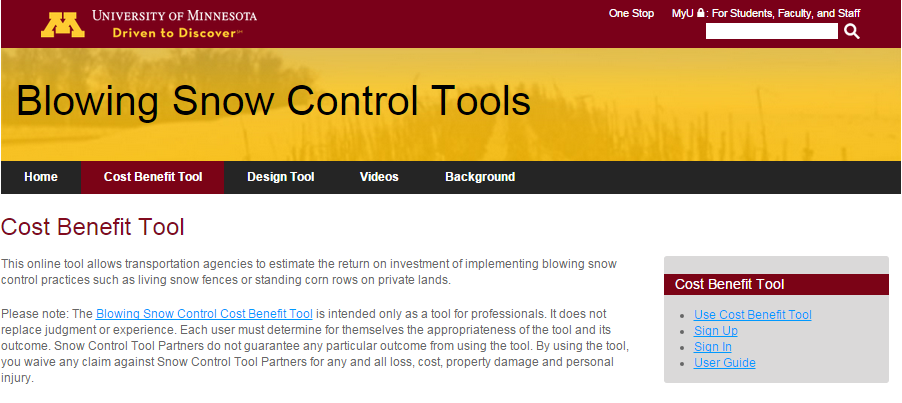 UNIVERSITY OF MINNESOTA
Driven to Discover℠
One Stop MyU : For Students, Faculty, and Staff
Blowing Snow Control Tools
Home Cost Benefit Tool Design Tool Videos Background
Cost Benefit Tool
This online tool allows transportation agencies to estimate the return on investment of implementing blowing snow
control practices such as living snow fences or standing corn rows on private lands.
Please note: The Blowing Snow Control Cost Benefit Tool is intended only as a tool for professionals. It does not
replace judgment or experience. Each user must determine for themselves the appropriateness of the tool and its
outcome. Snow Control Tool Partners do not guarantee any particular outcome from using the tool. By using the tool,
you waive any claim against Snow Control Tool Partners for any and all loss, cost, property damage and personal
injury.
Cost Benefit Tool
Use Cost Benefit Tool
Sign Up
Sign In
User Guide